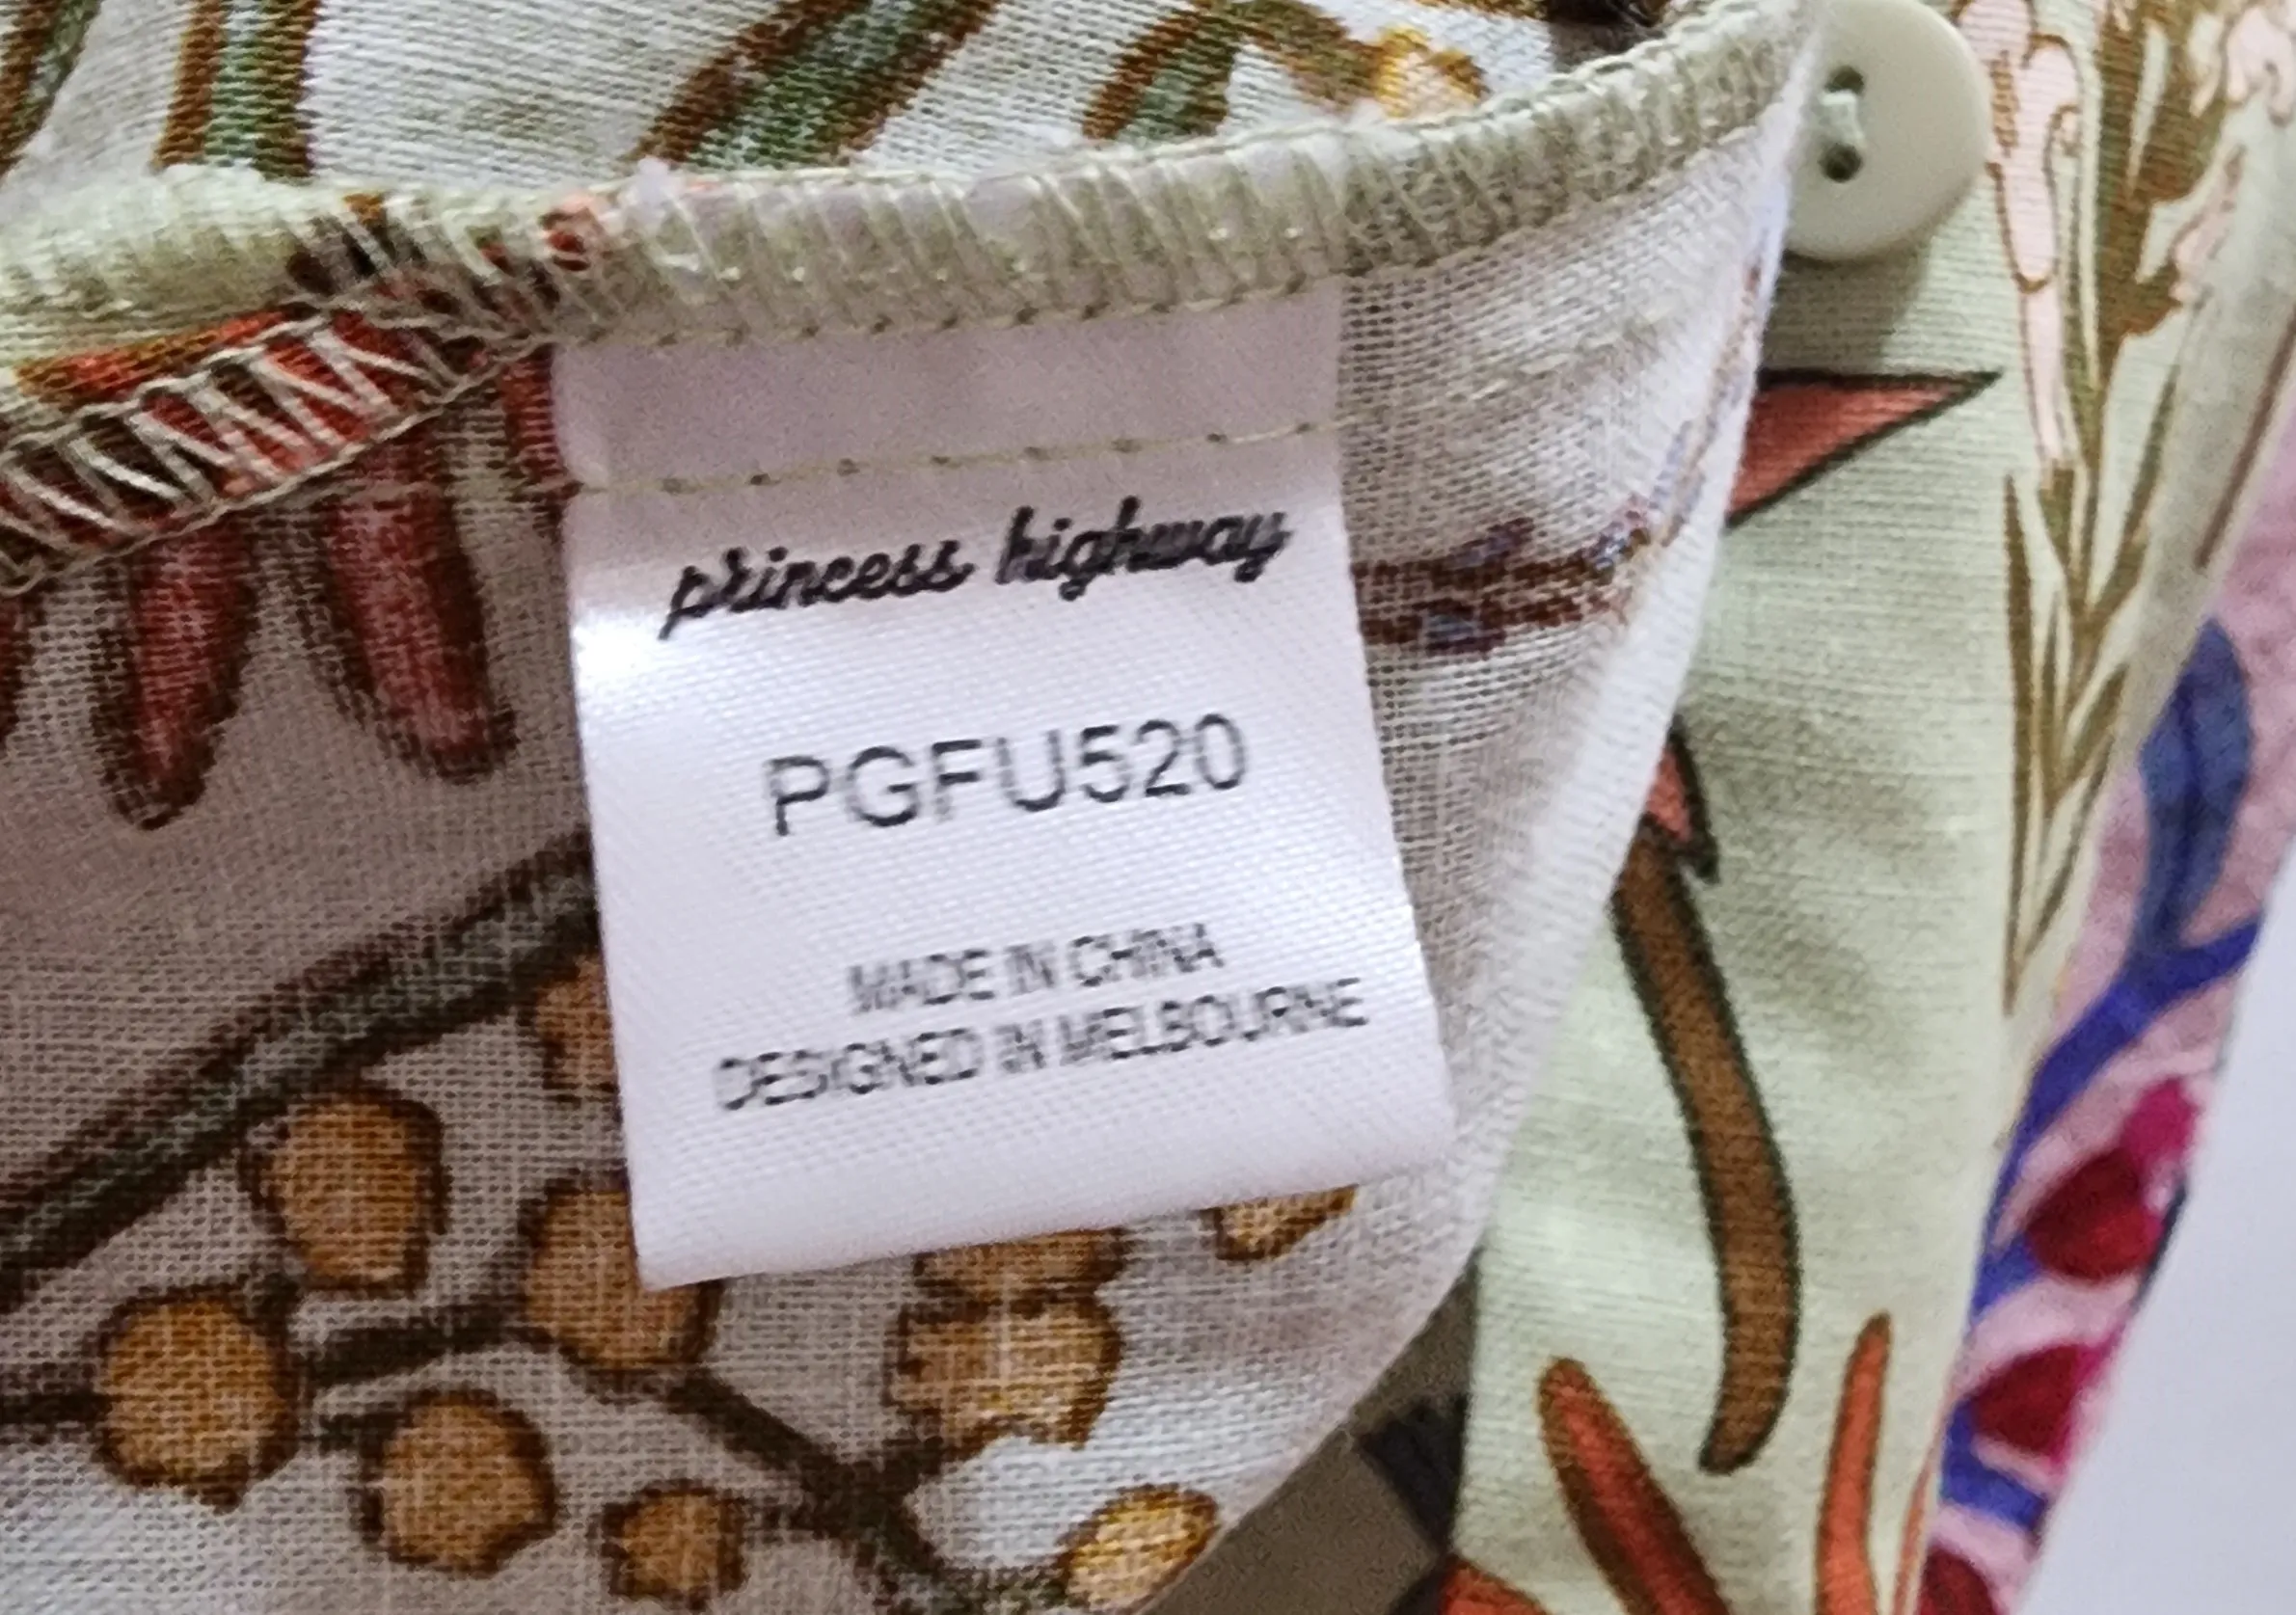 princess highway
PGFU520
MADE IN CHINA
DESIGNED IN MELBOURNE